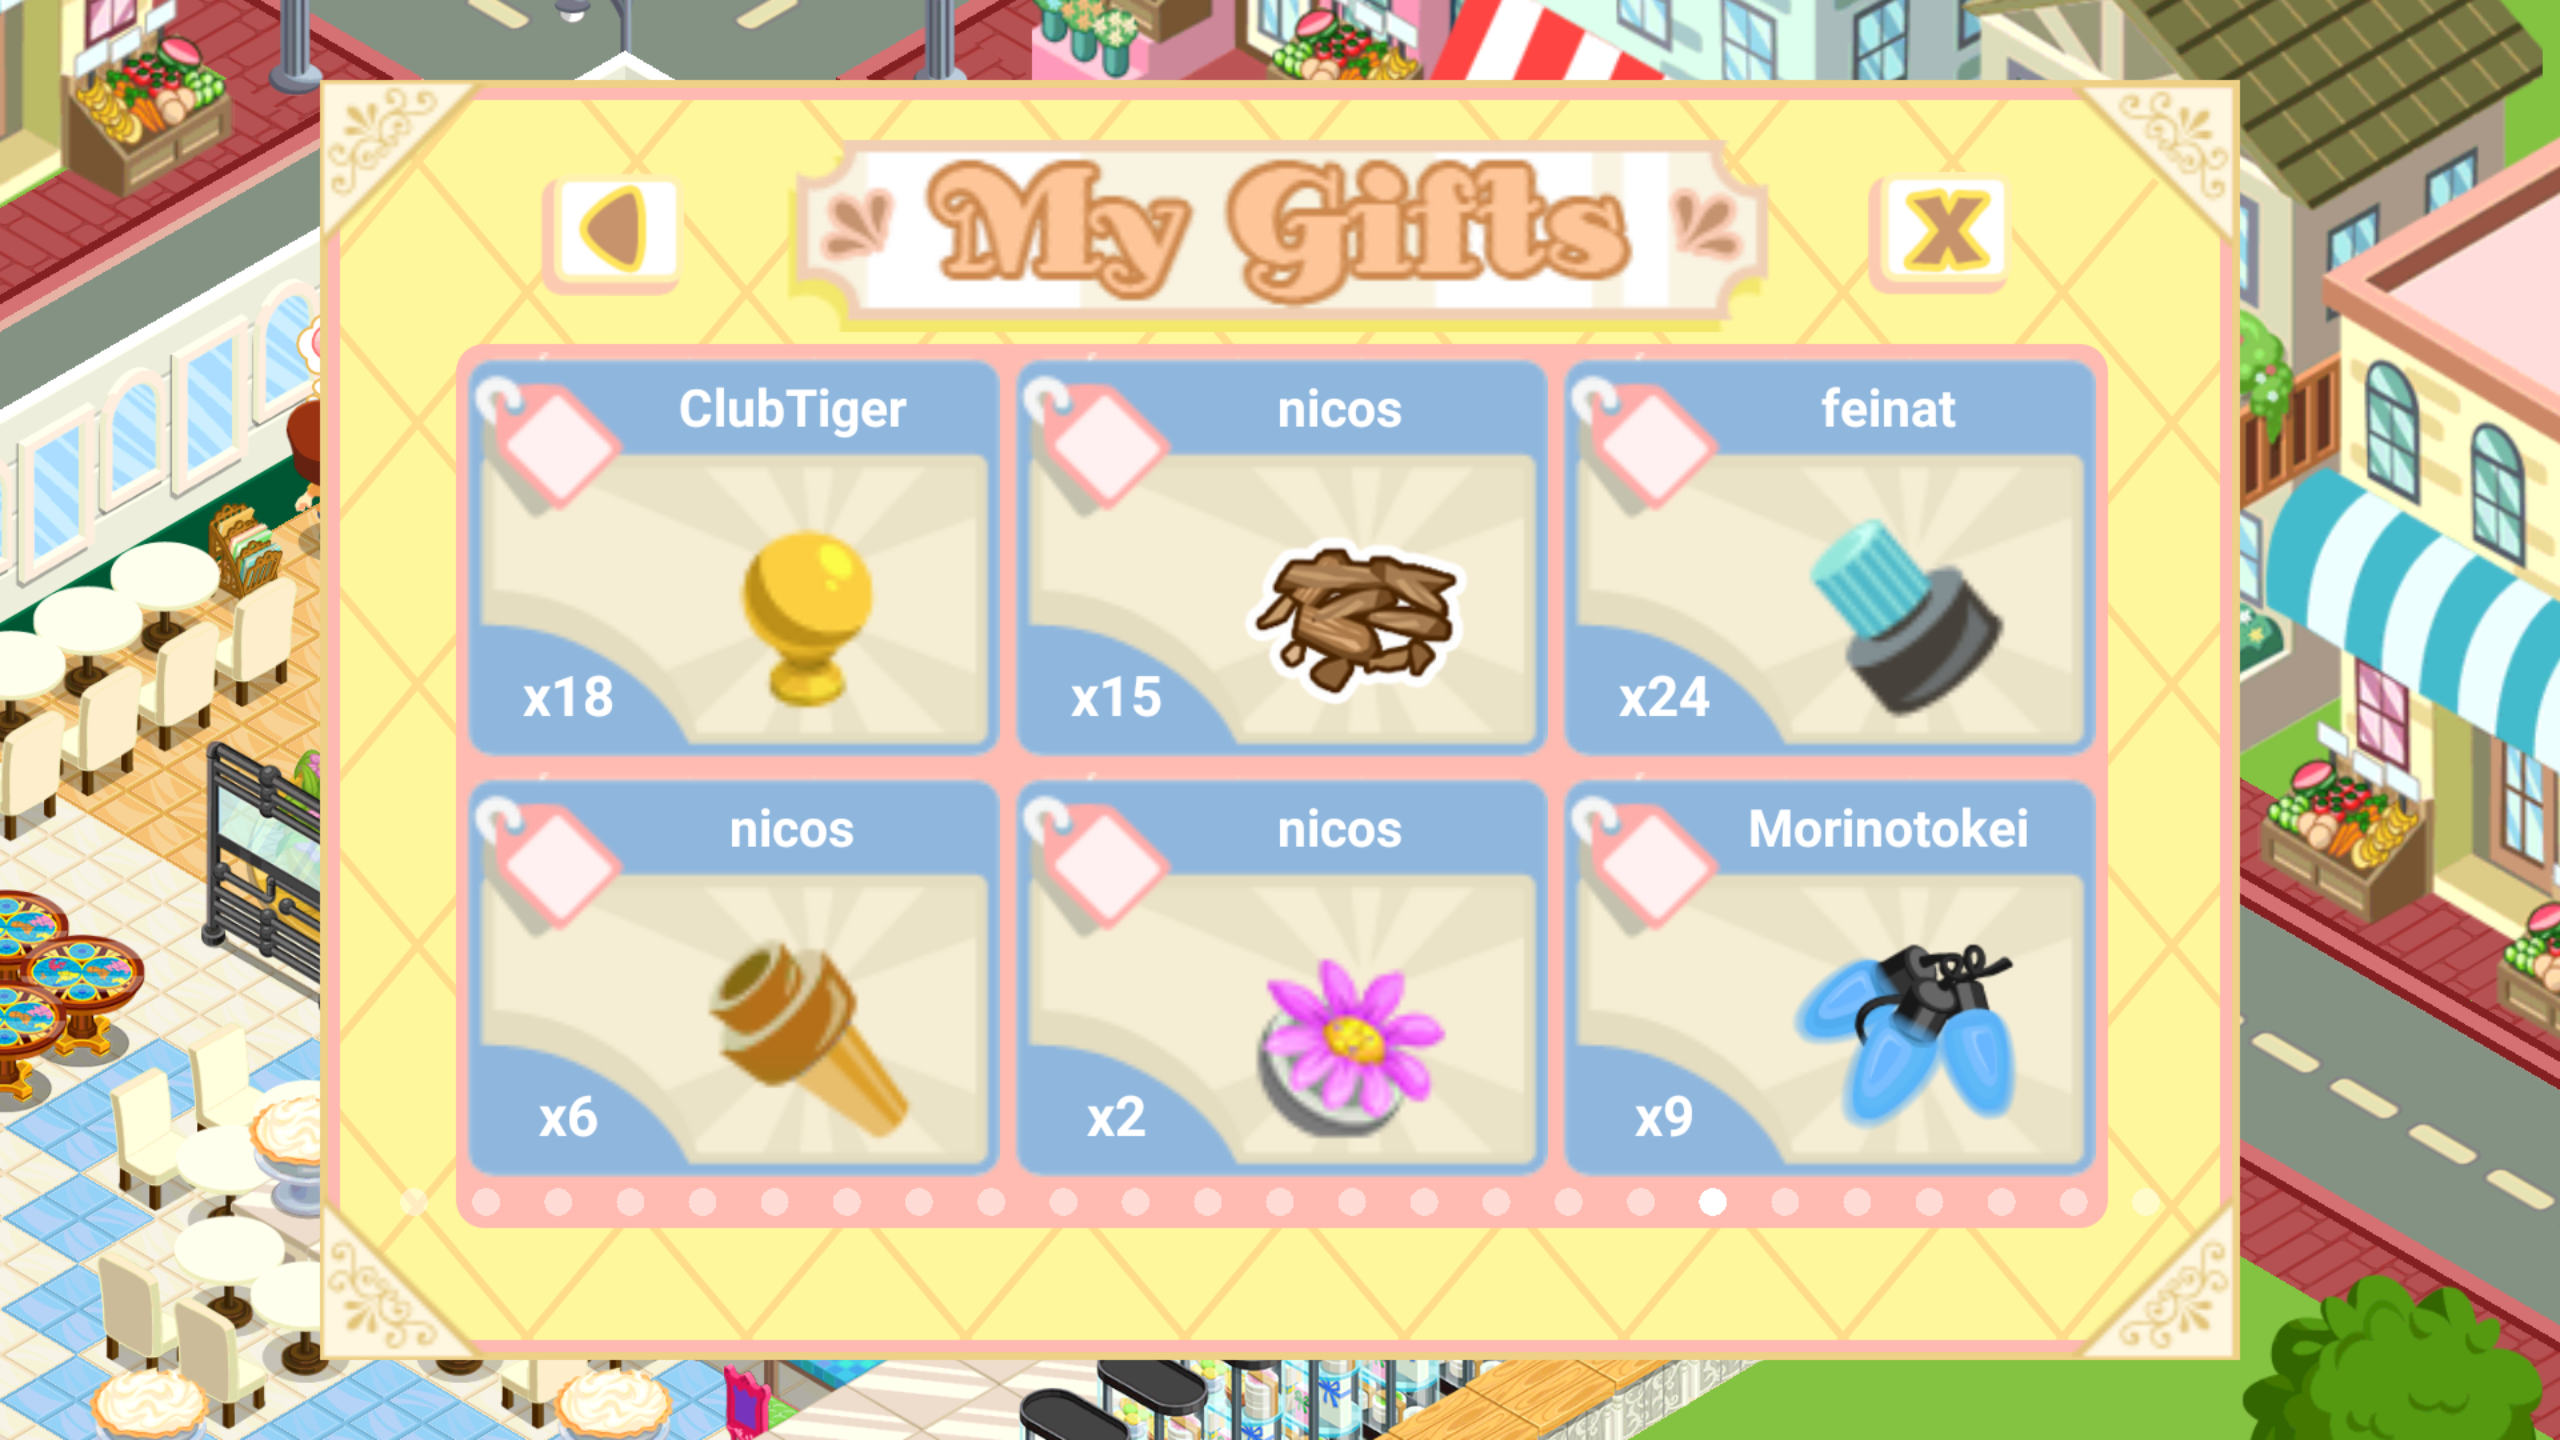 My Gifts
ClubTiger
nicos
feinat
x18
x15
x24
nicos
nicos
Morinotokei
x6
x2
x9
X